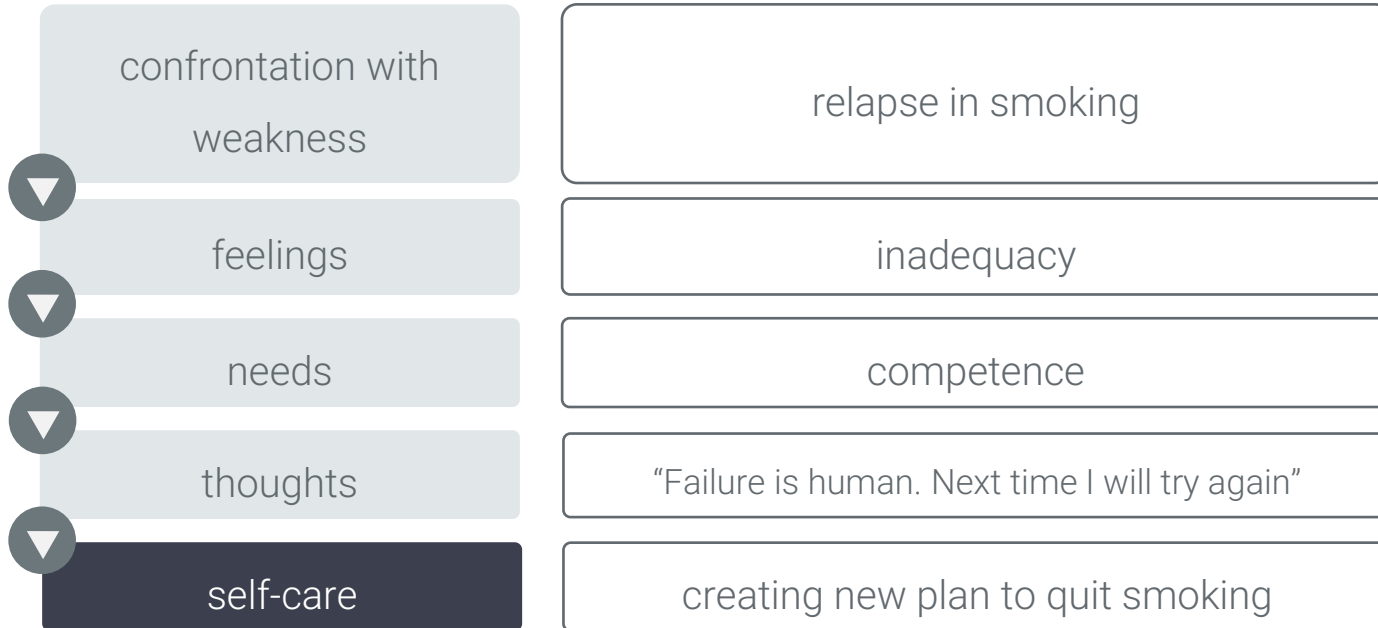 confrontation with
weakness
relapse in smoking
feelings
inadequacy
needs
competence
thoughts
“Failure is human. Next time I will try again”
self-care
creating new plan to quit smoking